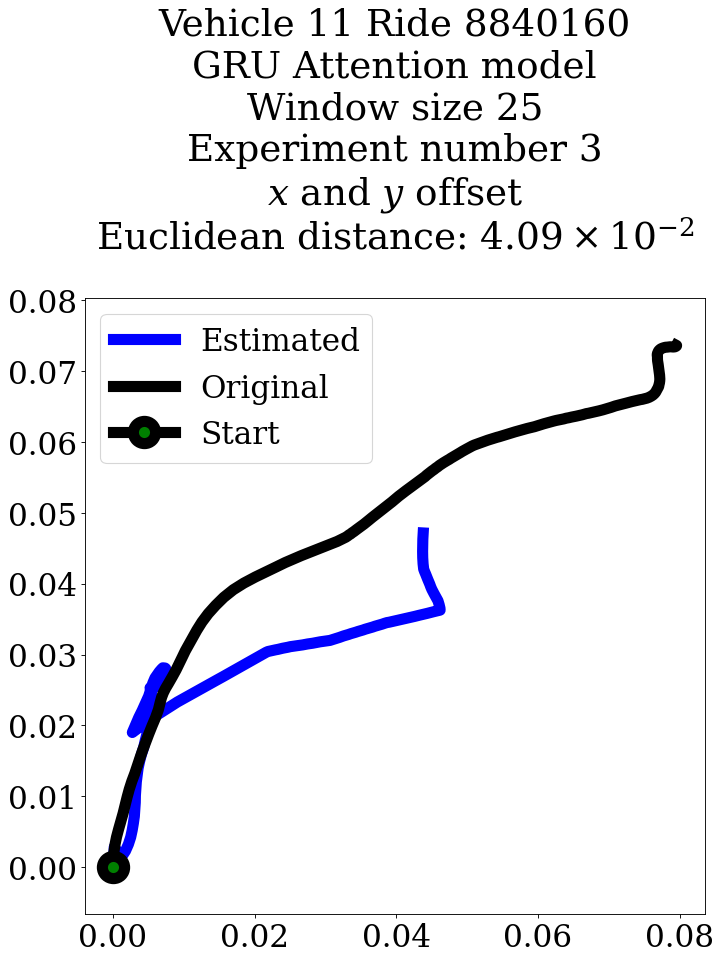 Vehicle 11 Ride 8840160
GRU Attention model
Window size 25
Experiment number 3
x and y offset
Euclidean distance: 4.09 × 10⁻²
0.08
0.07
0.06
0.05
0.04
0.03
0.02
0.01
0.00
Estimated
Original
Start
0.00 0.02 0.04 0.06 0.08